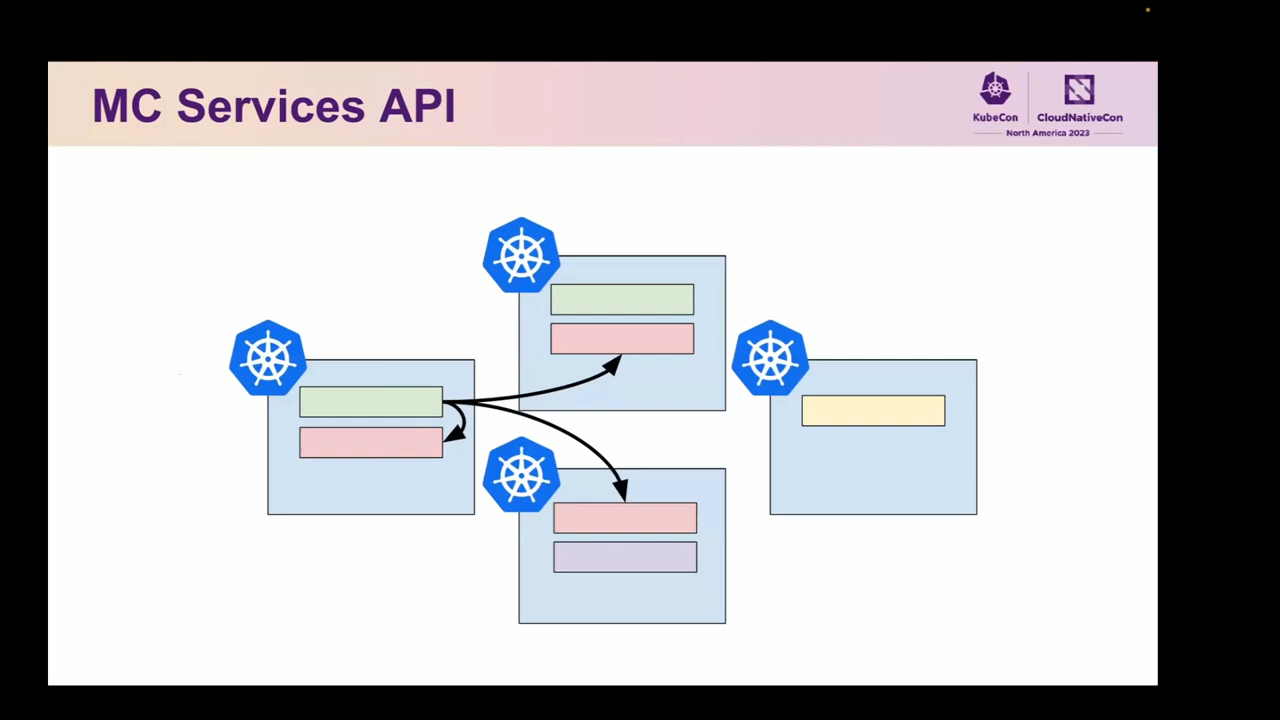 MC Services API
KubeCon
CloudNativeCon
North America 2023